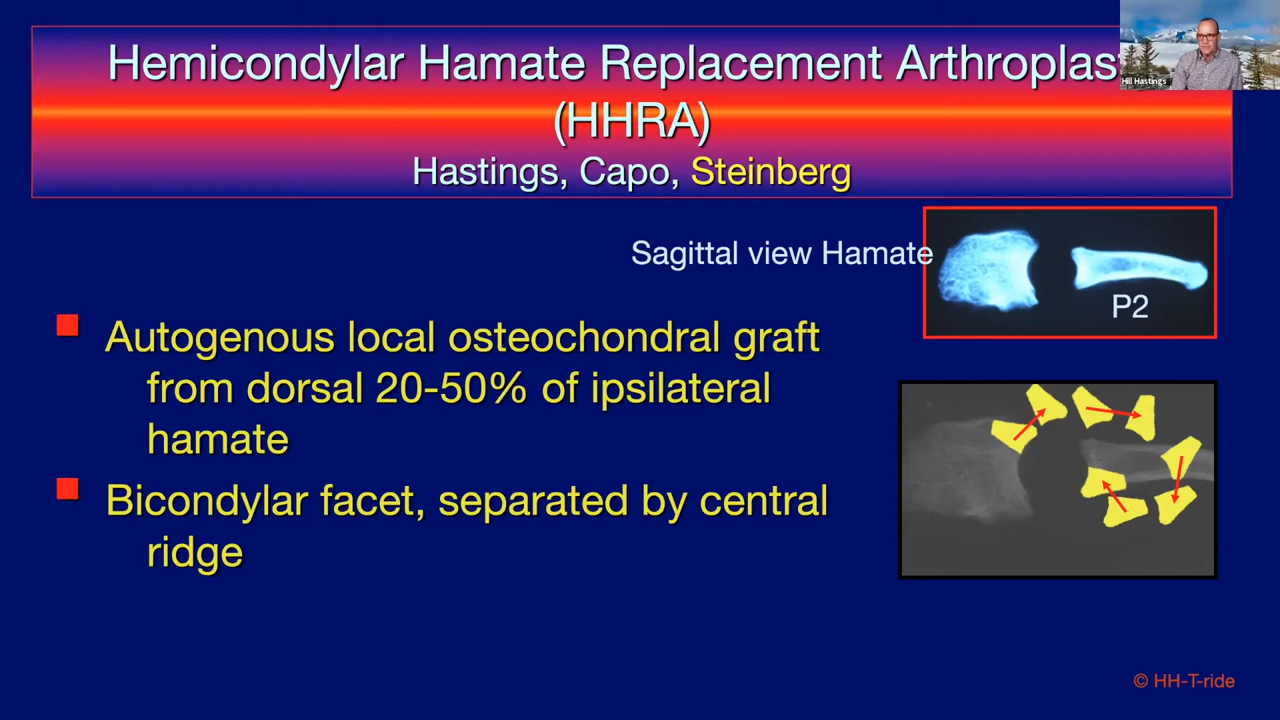 Hemicondylar Hamate Replacement Arthroplast
(HHRA)
Hastings, Capo, Steinberg
Hill Hastings
Sagittal view Hamate
P2
Autogenous local osteochondral graft
from dorsal 20-50% of ipsilateral
hamate
Bicondylar facet, separated by central
ridge
© HH-T-ride